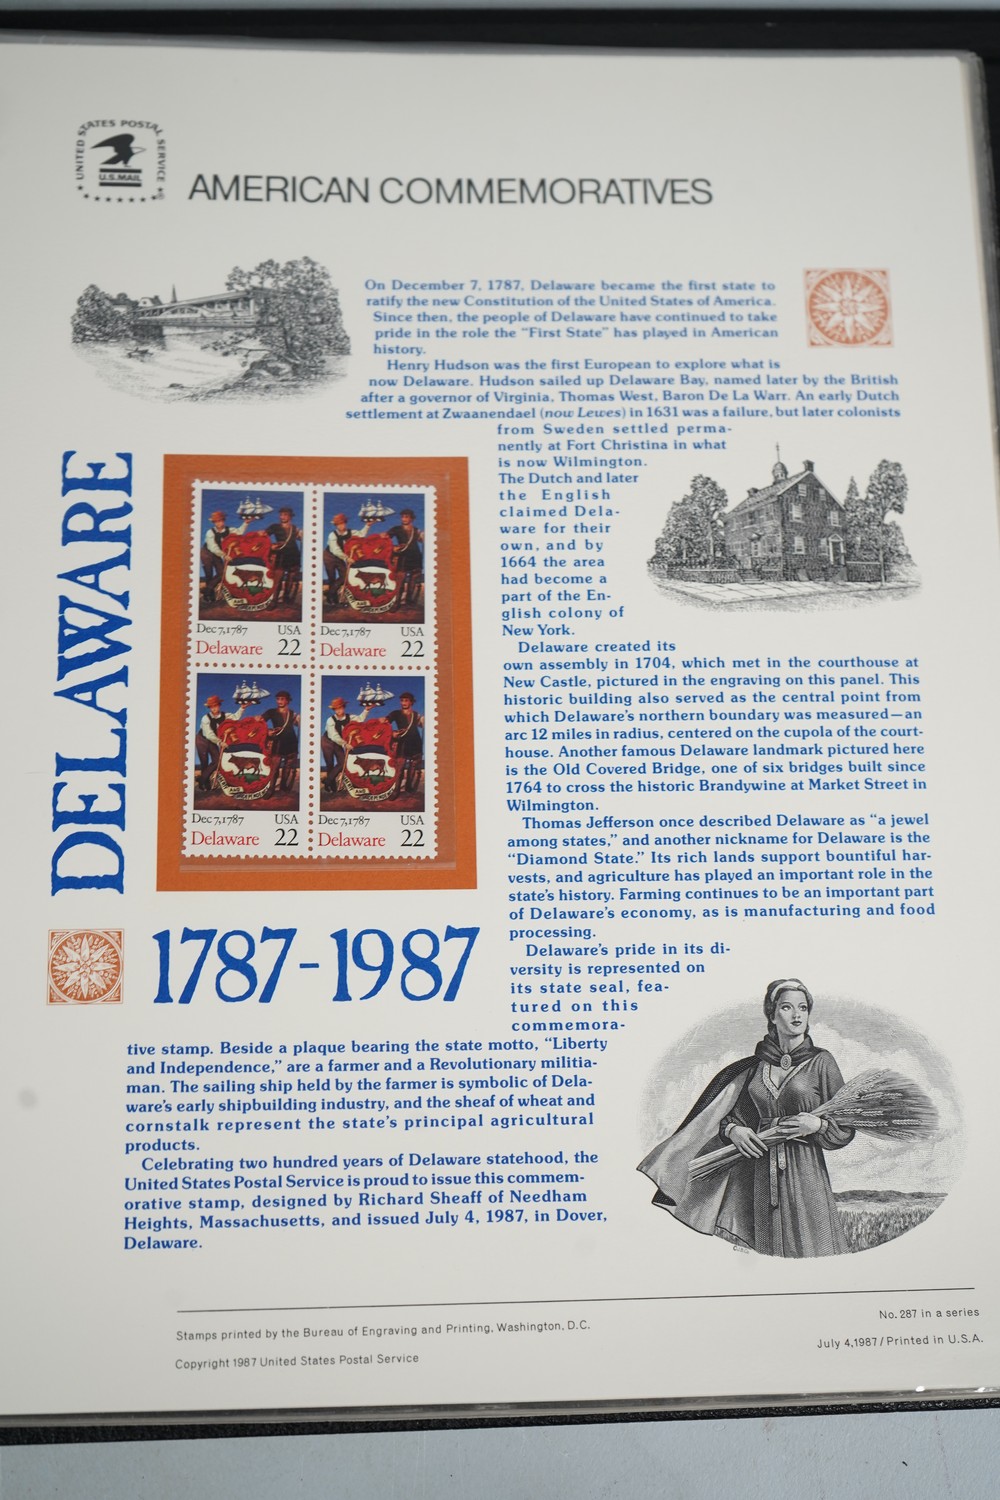 UNITED STATES POSTAL SERVICE
U.S.MAIL
AMERICAN COMMEMORATIVES
On December 7, 1787, Delaware became the first state to
ratify the new Constitution of the United States of America.
Since then, the people of Delaware have continued to take
pride in the role the "First State" has played in American
history.
Henry Hudson was the first European to explore what is
now Delaware. Hudson sailed up Delaware Bay, named later by the British
after a governor of Virginia, Thomas West, Baron De La Warr. An early Dutch
settlement at Zwaanendael (now Lewes) in 1631 was a failure, but later colonists
from Sweden settled perma-
nently at Fort Christina in what
is now Wilmington.
The Dutch and later
the English
claimed Dela-
ware for their
own, and by
1664 the area
had become a
part of the En-
glish colony of
New York.
Delaware created its
own assembly in 1704, which met in the courthouse at
New Castle, pictured in the engraving on this panel. This
historic building also served as the central point from
which Delaware's northern boundary was measured—an
arc 12 miles in radius, centered on the cupola of the court-
house. Another famous Delaware landmark pictured here
is the Old Covered Bridge, one of six bridges built since
1764 to cross the historic Brandywine at Market Street in
Wilmington.
Thomas Jefferson once described Delaware as "a jewel
among states," and another nickname for Delaware is the
"Diamond State." Its rich lands support bountiful har-
vests, and agriculture has played an important role in the
state's history. Farming continues to be an important part
of Delaware's economy, as is manufacturing and food
processing.
Delaware's pride in its di-
versity is represented on
its state seal, fea-
tured on this
commemora-
tive stamp. Beside a plaque bearing the state motto, "Liberty
and Independence," are a farmer and a Revolutionary militia-
man. The sailing ship held by the farmer is symbolic of Dela-
ware's early shipbuilding industry, and the sheaf of wheat and
cornstalk represent the state's principal agricultural
products.
Celebrating two hundred years of Delaware statehood, the
United States Postal Service is proud to issue this commem-
orative stamp, designed by Richard Sheaff of Needham
Heights, Massachusetts, and issued July 4, 1987, in Dover,
Delaware.
DELAWARE
Dec 7, 1787 USA
Delaware 22
Dec 7, 1787 USA
Delaware 22
Dec 7, 1787 USA
Delaware 22
Dec 7, 1787 USA
Delaware 22
1787-1987
Stamps printed by the Bureau of Engraving and Printing, Washington, D.C.
Copyright 1987 United States Postal Service
No. 287 in a series
July 4, 1987 / Printed in U.S.A.